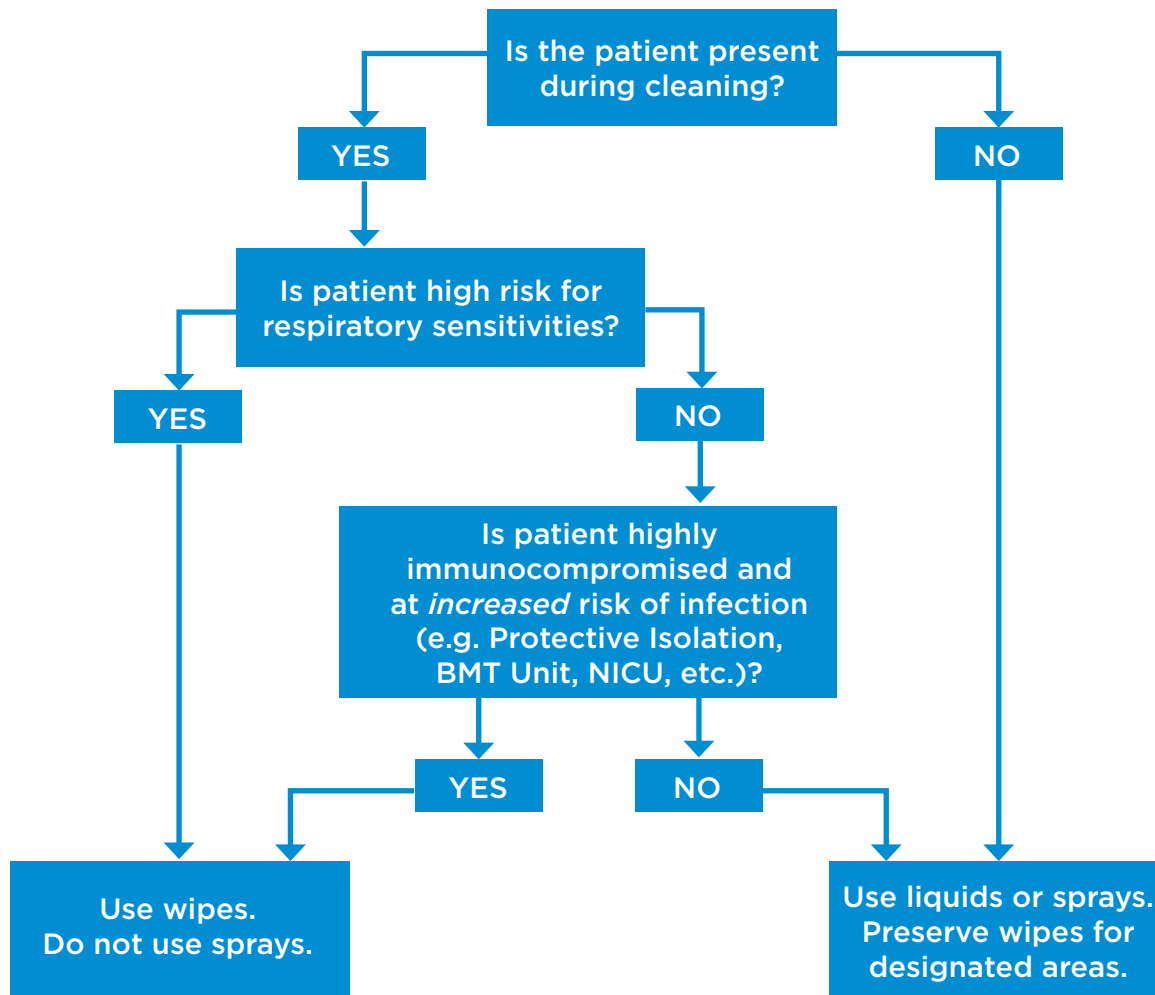 Is the patient present
during cleaning?
YES
NO
Is patient high risk for
respiratory sensitivities?
YES
NO
Is patient highly
immunocompromised and
at increased risk of infection
(e.g. Protective Isolation,
BMT Unit, NICU, etc.)?
YES
NO
Use wipes.
Do not use sprays.
Use liquids or sprays.
Preserve wipes for
designated areas.